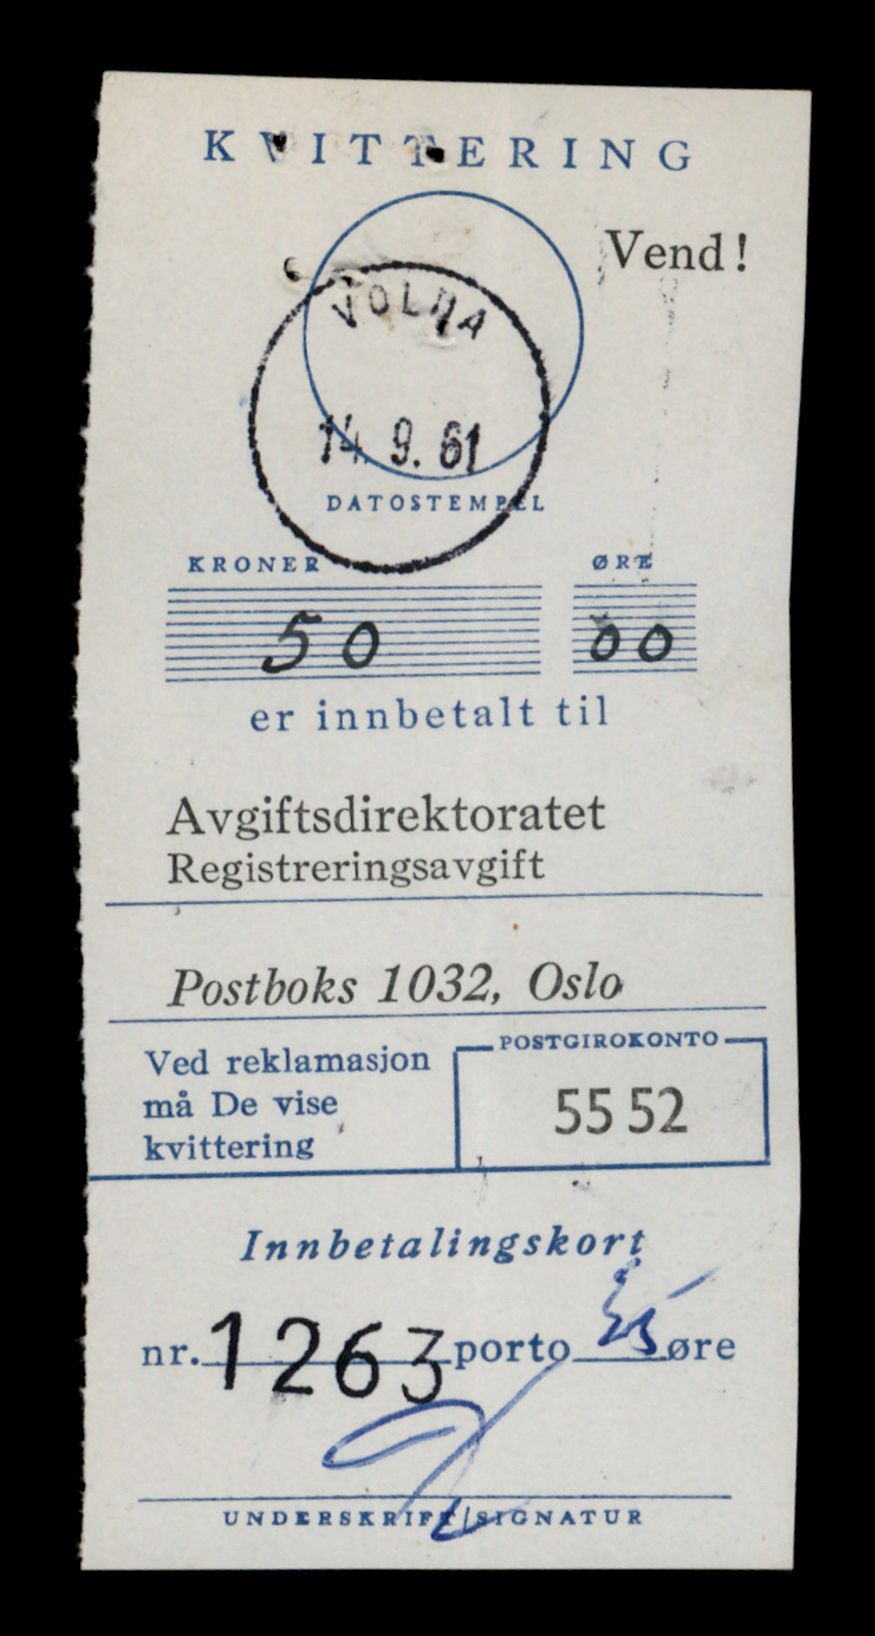 KVITTERING
Vend!
VOLDA
14. 9. 61
DATOSTEMPEL
KRONER ØRE
50 00
er innbetalt til
Avgiftsdirektoratet
Registreringsavgift
Postboks 1032, Oslo
Ved reklamasjon
må De vise
kvittering
POSTGIROKONTO
55 52
Innbetalingskort
nr. 1263 porto øre
UNDERSKRIFT/SIGNATUR